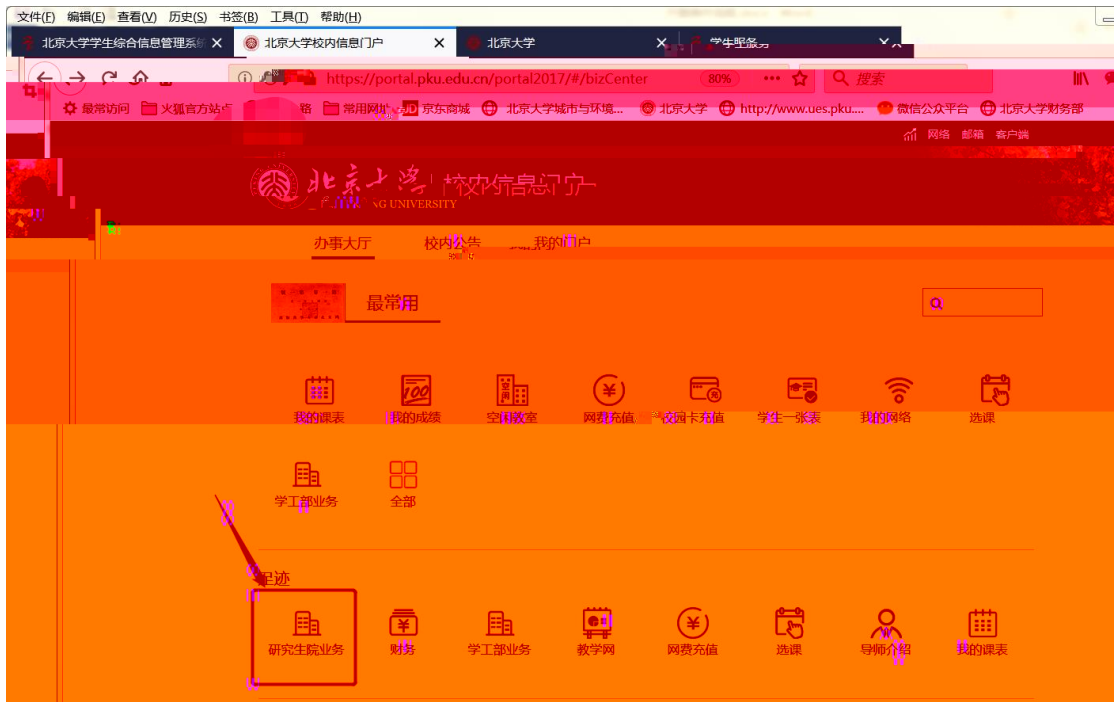 文件(F) 编辑(E) 查看(V) 历史(S) 书签(B) 工具(T) 帮助(H)
北京大学学生综合信息管理系统 北京大学校内信息门户 北京大学
https://portal.pku.edu.cn/portal2017/#/bizCenter 80% 搜索
最常访问 火狐官方站点 常用网址 京东商城 北京大学城市与环境... 北京大学 http://www.ues.pku.... 微信公众平台 北京大学财务部
网络 邮箱 客户端
北京大学 校内信息门户
UNIVERSITY
办事大厅 校内公告 我的门户
最常用
我的课表 我的成绩 空闲教室 网费充值 校园卡充值 学生一张表 我的网络 选课
学工部业务 全部
足迹
研究生院业务 财务 学工部业务 教学网 网费充值 选课 导师介绍 我的课表